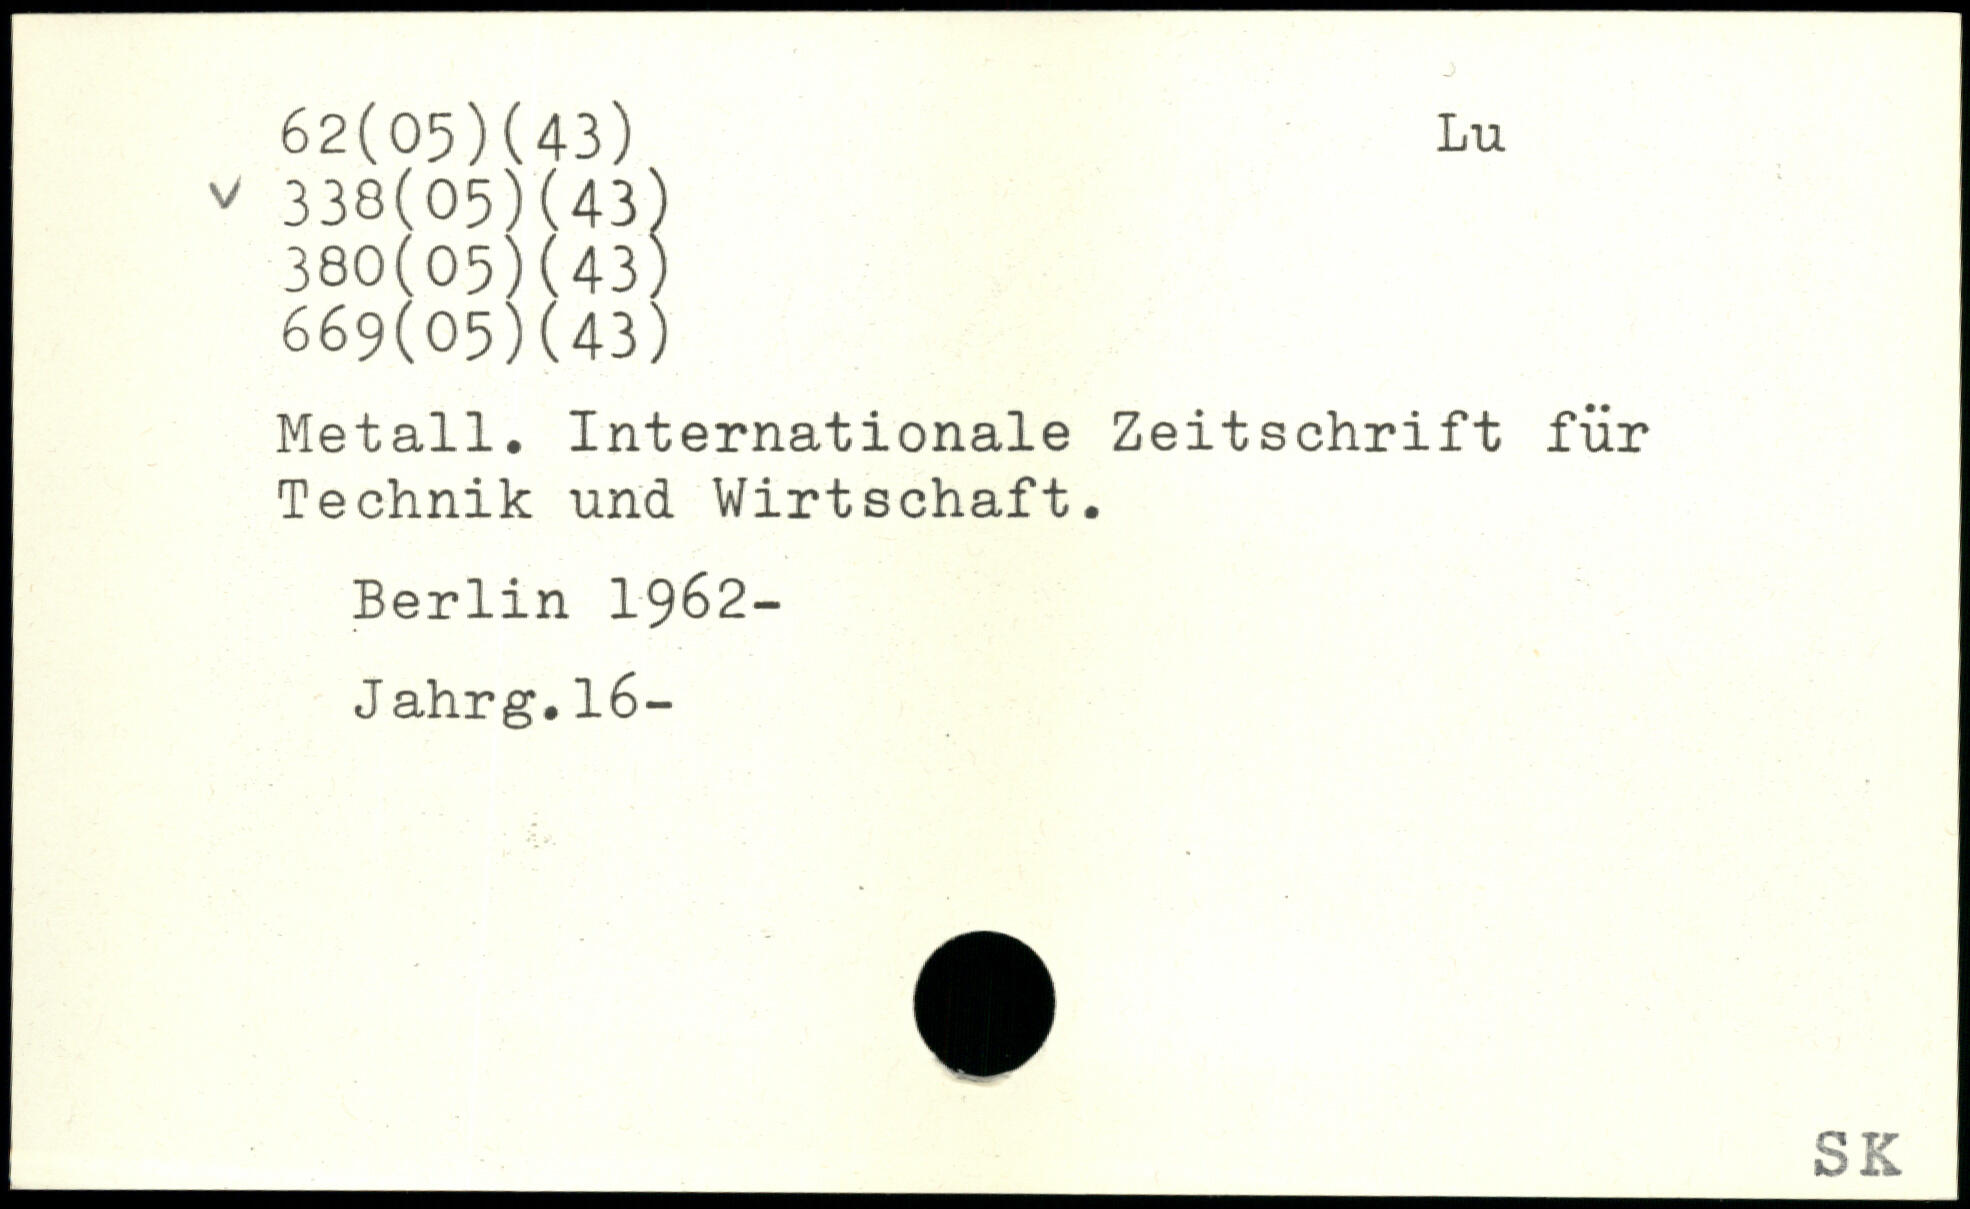 62(05)(43) Lu
v 338(05)(43)
380(05)(43)
669(05)(43)
Metall. Internationale Zeitschrift für
Technik und Wirtschaft.
Berlin 1962-
Jahrg.16-
SK